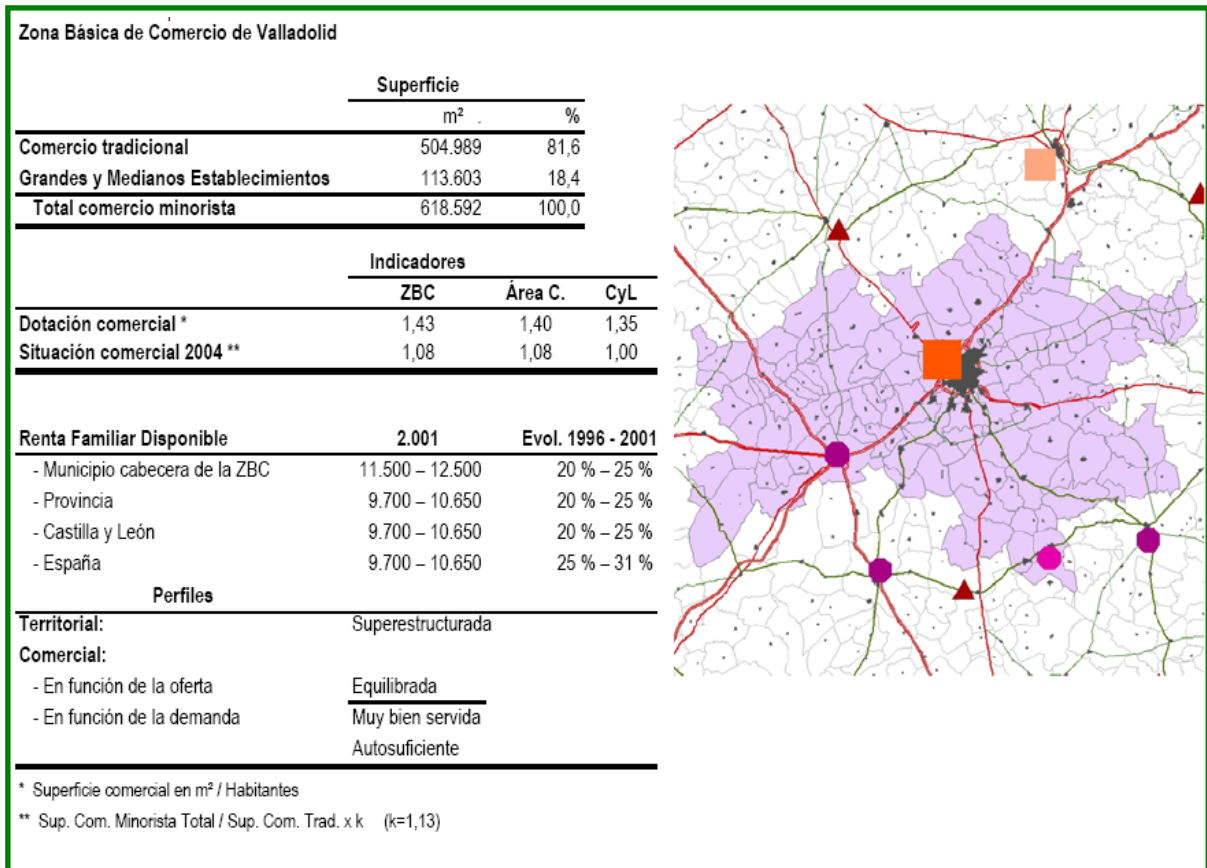 Zona Básica de Comercio de Valladolid
Superficie
m² . %
Comercio tradicional 504.989 81,6
Grandes y Medianos Establecimientos 113.603 18,4
Total comercio minorista 618.592 100,0
Indicadores
ZBC Área C. CyL
Dotación comercial * 1,43 1,40 1,35
Situación comercial 2004 ** 1,08 1,08 1,00
Renta Familiar Disponible 2.001 Evol. 1996 - 2001
- Municipio cabecera de la ZBC 11.500 – 12.500 20 % – 25 %
- Provincia 9.700 – 10.650 20 % – 25 %
- Castilla y León 9.700 – 10.650 20 % – 25 %
- España 9.700 – 10.650 25 % – 31 %
Perfiles
Territorial: Superestructurada
Comercial:
- En función de la oferta Equilibrada
- En función de la demanda Muy bien servida
Autosuficiente
* Superficie comercial en m² / Habitantes
** Sup. Com. Minorista Total / Sup. Com. Trad. x k (k=1,13)